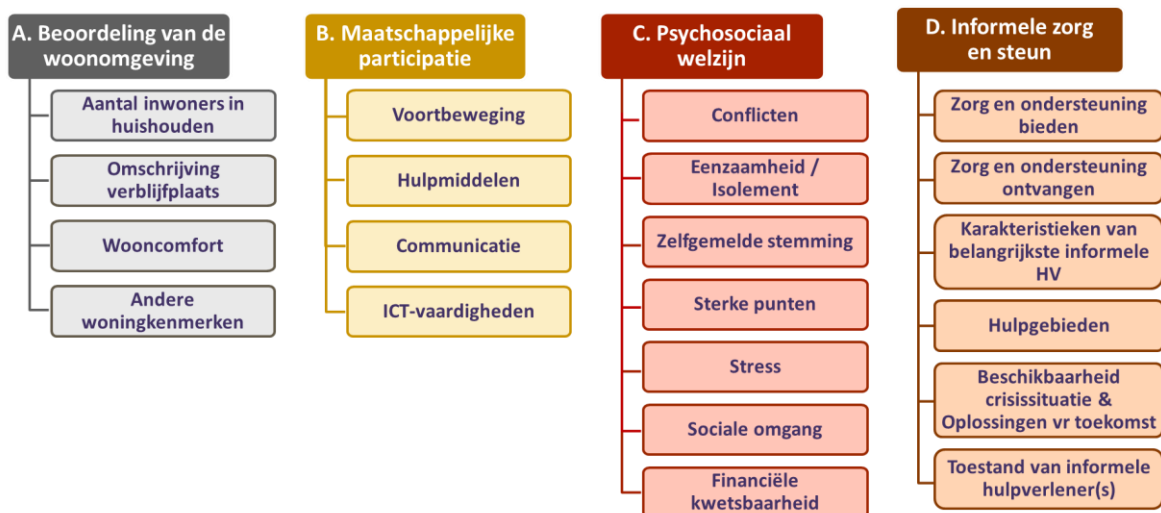 A. Beoordeling van de
woonomgeving
Aantal inwoners in
huishouden
Omschrijving
verblijfplaats
Wooncomfort
Andere
woningkenmerken
B. Maatschappelijke
participatie
Voortbeweging
Hulpmiddelen
Communicatie
ICT-vaardigheden
C. Psychosociaal
welzijn
Conflicten
Eenzaamheid /
Isolement
Zelfgemelde stemming
Sterke punten
Stress
Sociale omgang
Financiële
kwetsbaarheid
D. Informele zorg
en steun
Zorg en ondersteuning
bieden
Zorg en ondersteuning
ontvangen
Karakteristieken van
belangrijkste informele
HV
Hulpgebieden
Beschikbaarheid
crisissituatie &
Oplossingen vr toekomst
Toestand van informele
hulpverlener(s)